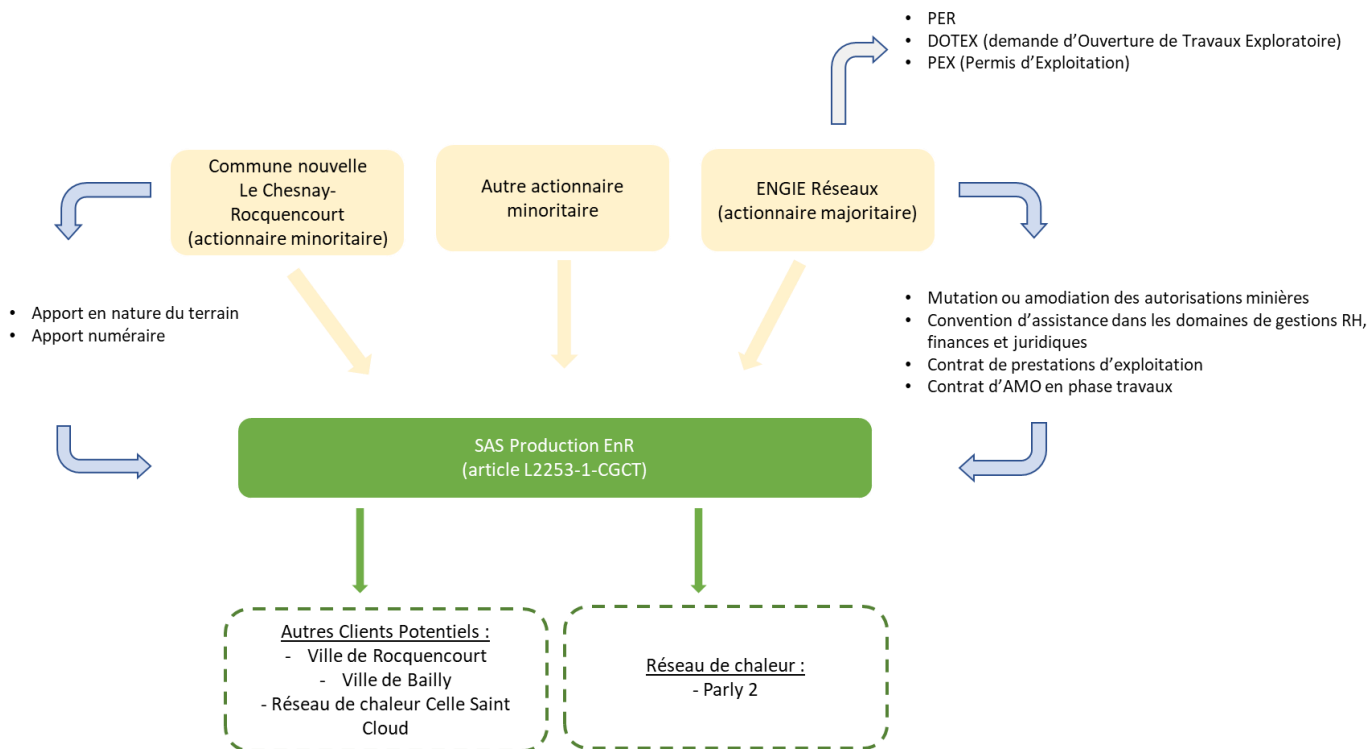 • PER
• DOTEX (demande d'Ouverture de Travaux Exploratoire)
• PEX (Permis d'Exploitation)
Commune nouvelle
Le Chesnay-
Rocquencourt
(actionnaire minoritaire)
Autre actionnaire
minoritaire
ENGIE Réseaux
(actionnaire majoritaire)
• Apport en nature du terrain
• Apport numéraire
• Mutation ou amodiation des autorisations minières
• Convention d'assistance dans les domaines de gestions RH,
finances et juridiques
• Contrat de prestations d'exploitation
• Contrat d'AMO en phase travaux
SAS Production EnR
(article L2253-1-CGCT)
Autres Clients Potentiels :
- Ville de Rocquencourt
- Ville de Bailly
- Réseau de chaleur Celle Saint
Cloud
Réseau de chaleur :
- Parly 2